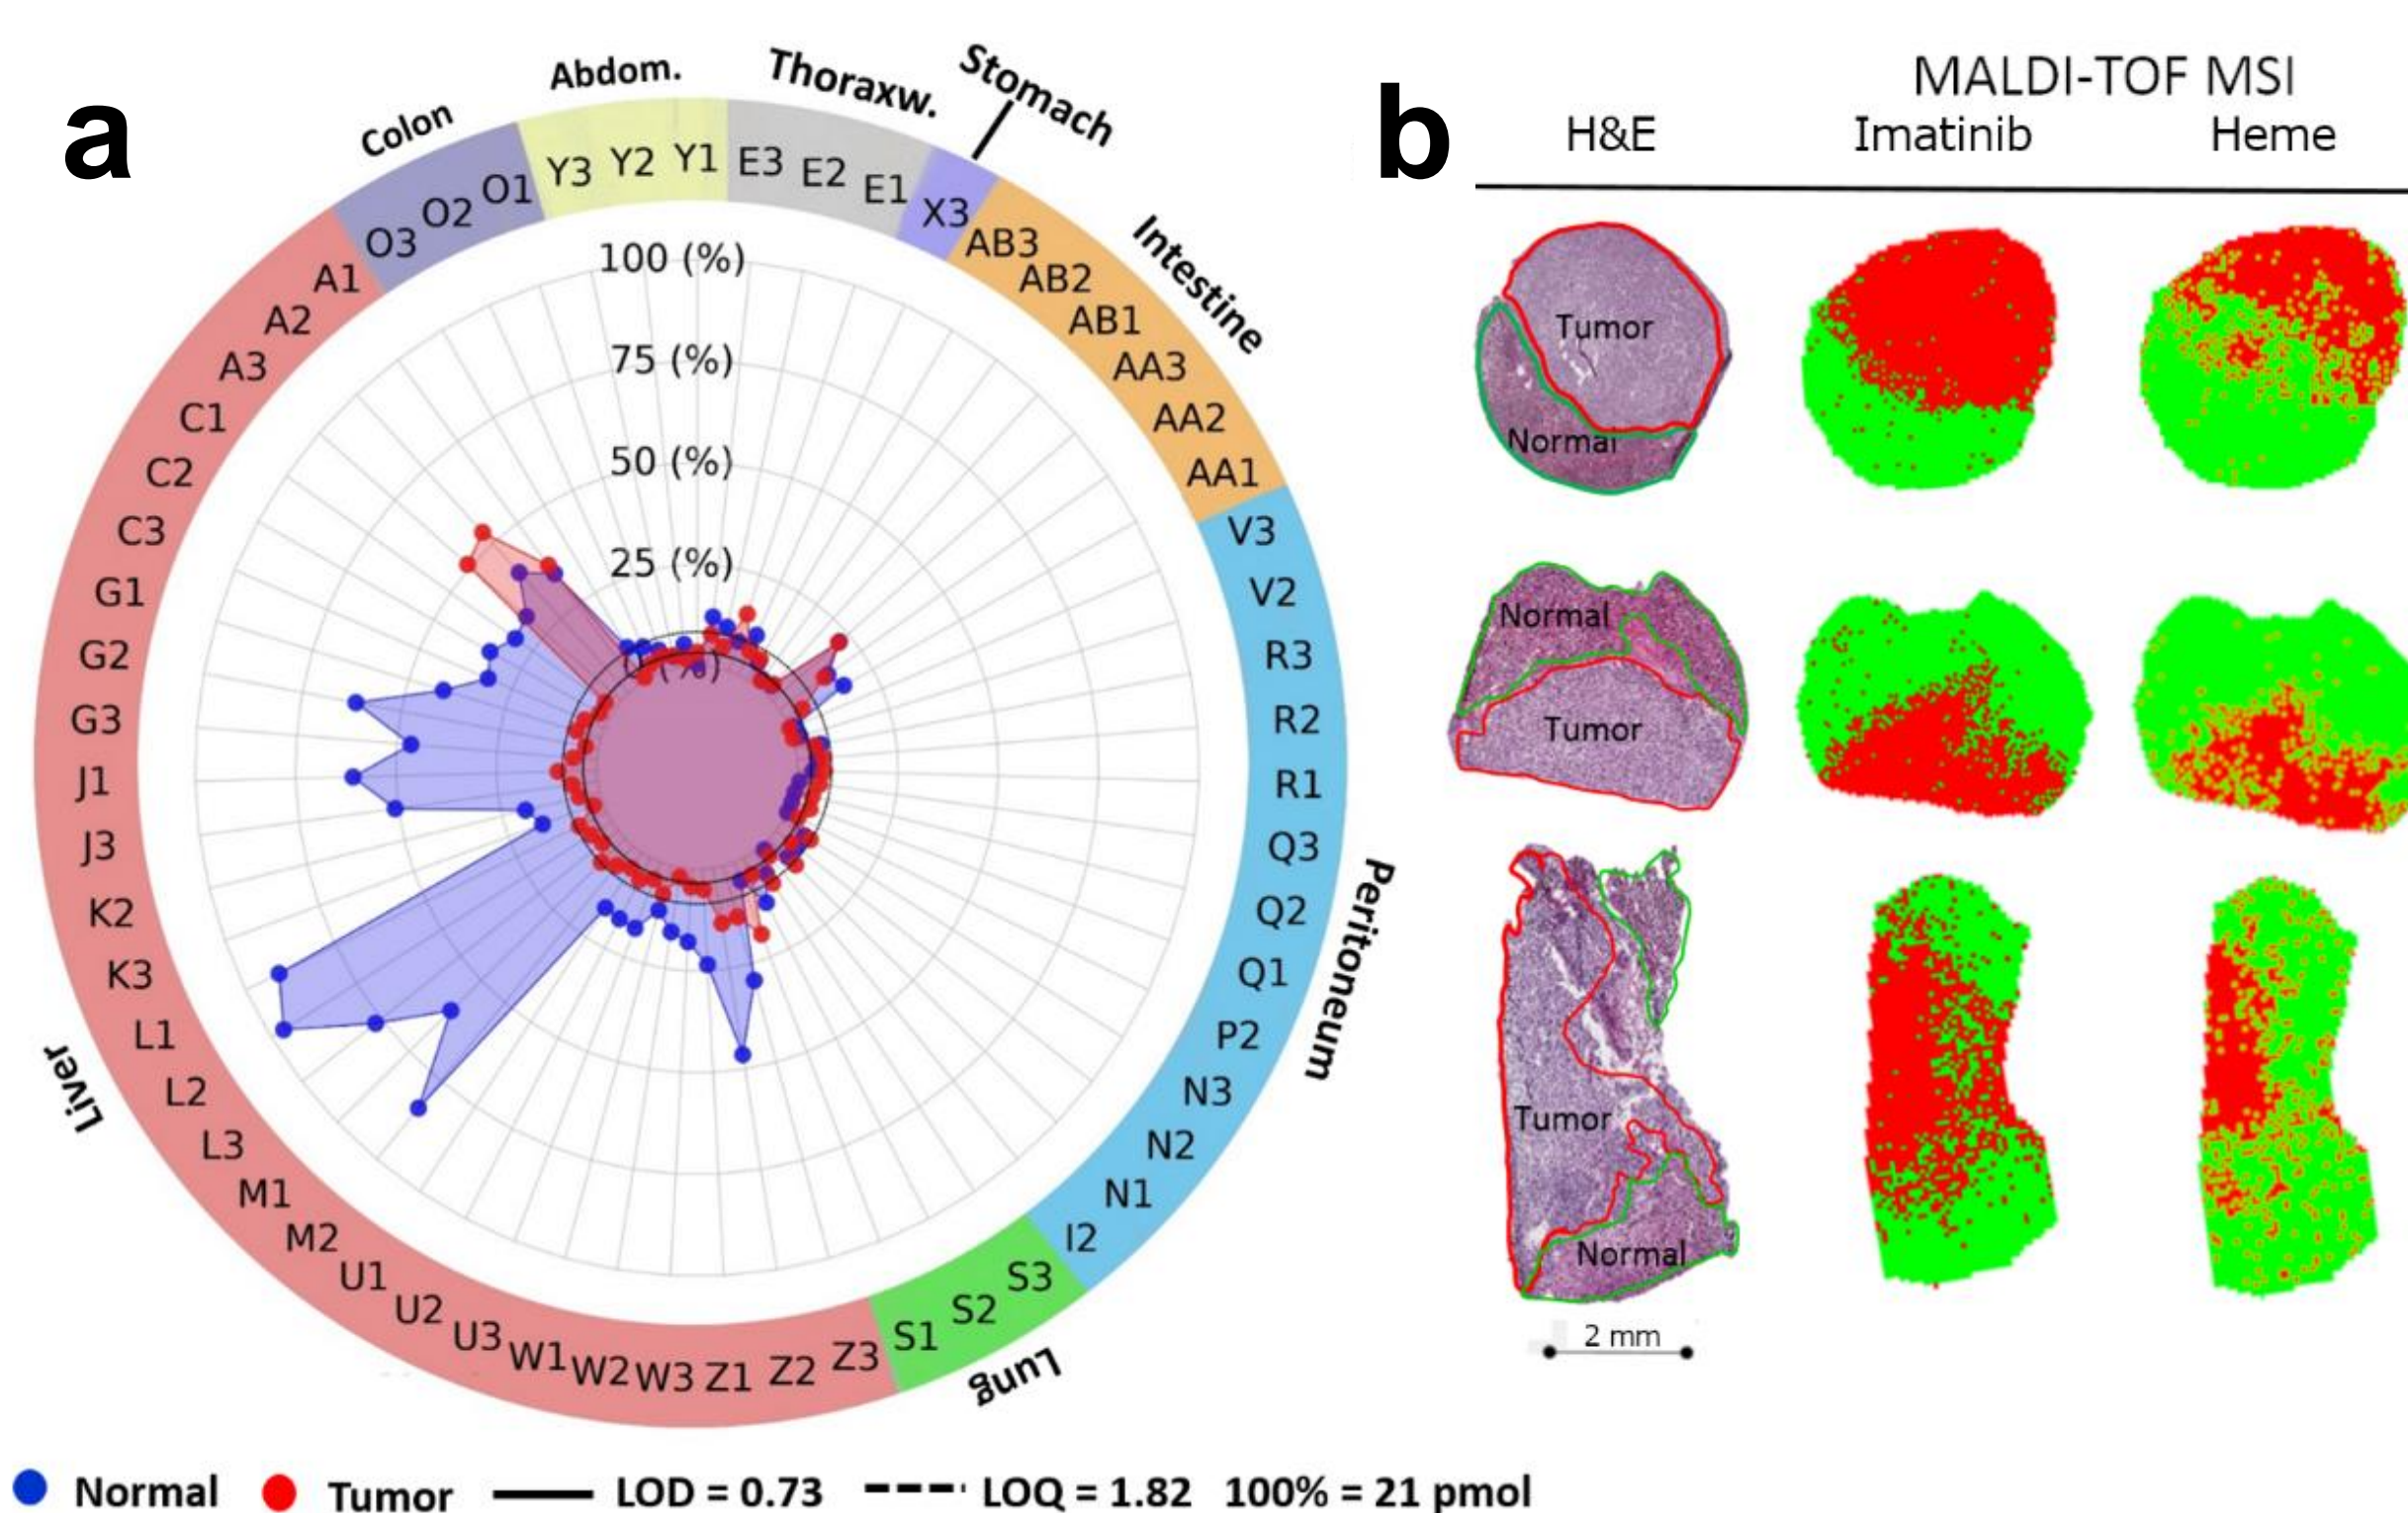 a
Colon
Abdom.
Thoraxw.
Stomach
Intestine
Peritoneum
Lung
Liver
O3 O2 O1
Y3 Y2 Y1
E3 E2 E1
X3
AB3
AB2
AB1
AA3
AA2
AA1
V3
V2
R3
R2
R1
Q3
Q2
Q1
P2
N3
N2
N1
I2
S3
S2
S1
Z3
Z2
Z1
W3
W2
W1
U3
U2
U1
M2
M1
L3
L2
L1
K3
K2
J3
J1
G3
G2
G1
C3
C2
C1
A3
A2
A1
100 (%)
75 (%)
50 (%)
25 (%)
(%)
Normal Tumor LOD = 0.73 LOQ = 1.82 100% = 21 pmol
b
MALDI-TOF MSI
H&E Imatinib Heme
Tumor
Normal
Normal
Tumor
Tumor
Normal
2 mm